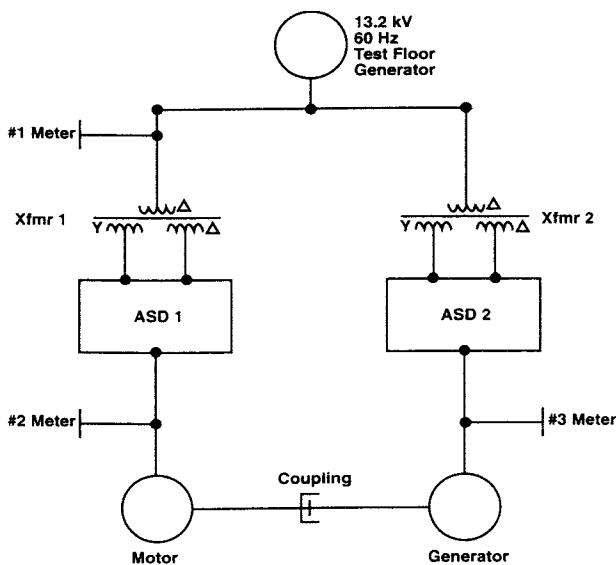 13.2 kV
60 Hz
Test Floor
Generator
#1 Meter
Xfmr 1
Δ
Y
Δ
Δ
Y
Δ
Xfmr 2
ASD 1
ASD 2
#2 Meter
#3 Meter
Coupling
Motor
Generator